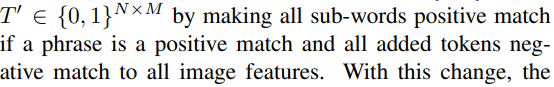 T′ ∈ {0, 1}^{N×M} by making all sub-words positive match
if a phrase is a positive match and all added tokens neg-
ative match to all image features. With this change, the